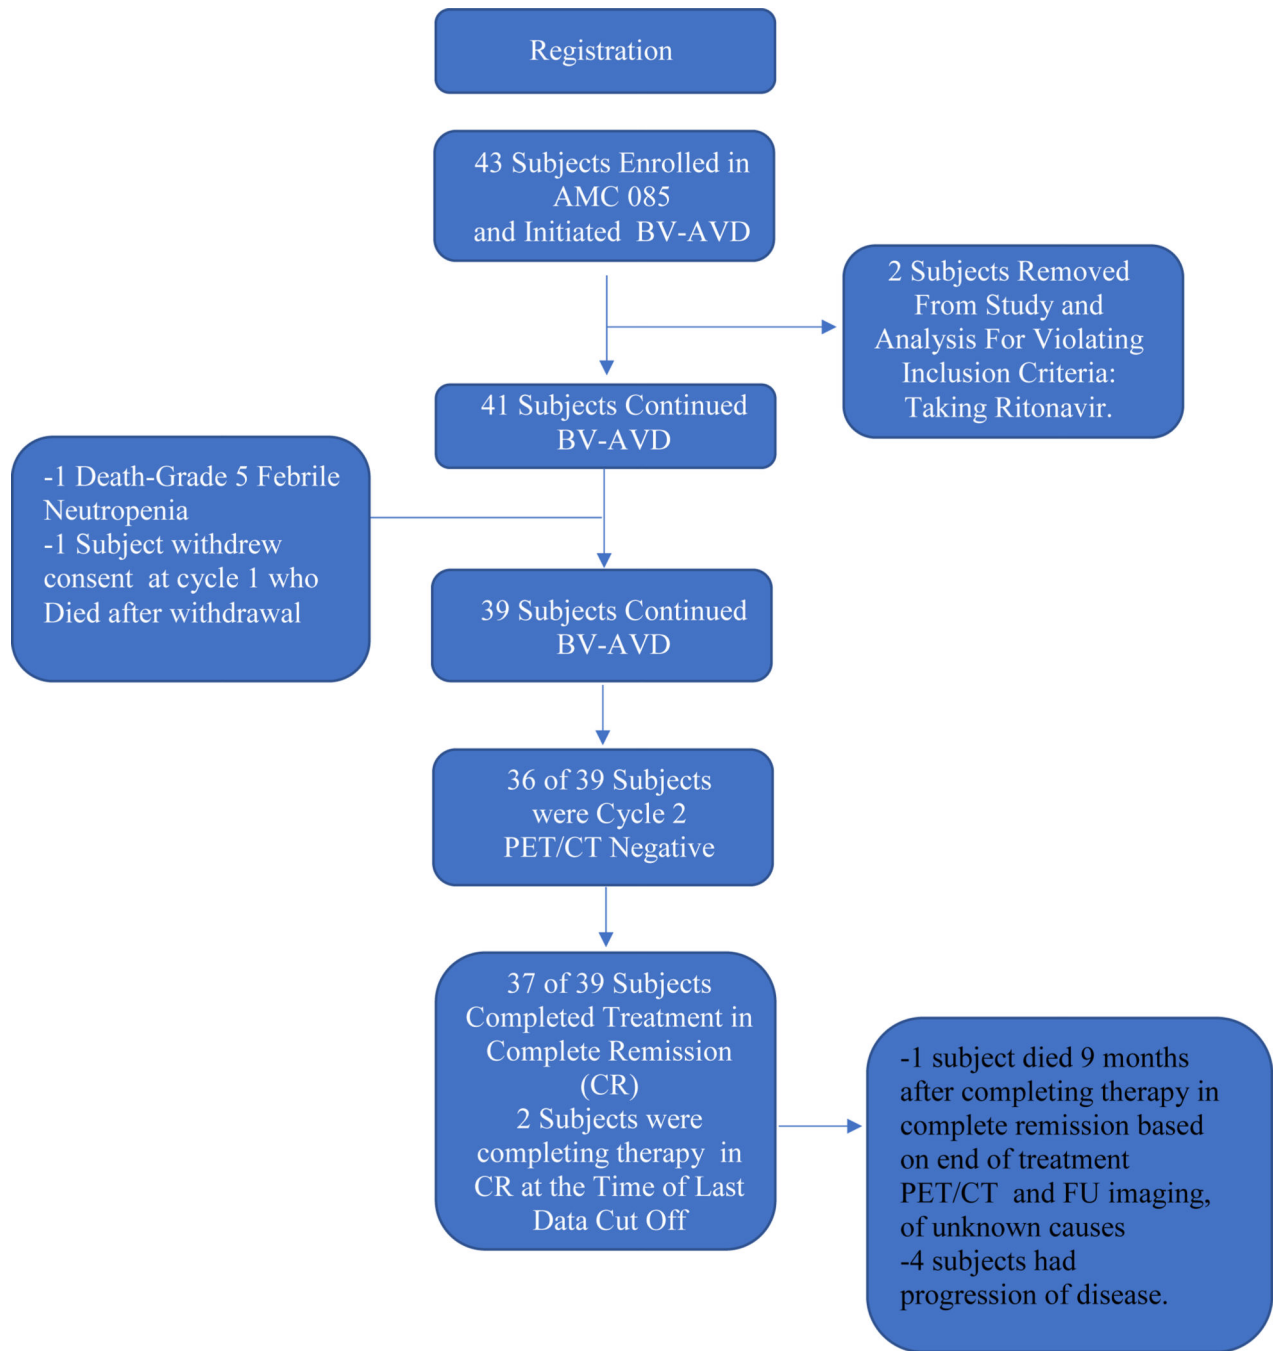 Registration
43 Subjects Enrolled in
AMC 085
and Initiated BV-AVD
2 Subjects Removed
From Study and
Analysis For Violating
Inclusion Criteria:
Taking Ritonavir.
41 Subjects Continued
BV-AVD
-1 Death-Grade 5 Febrile
Neutropenia
-1 Subject withdrew
consent at cycle 1 who
Died after withdrawal
39 Subjects Continued
BV-AVD
36 of 39 Subjects
were Cycle 2
PET/CT Negative
37 of 39 Subjects
Completed Treatment in
Complete Remission
(CR)
2 Subjects were
completing therapy in
CR at the Time of Last
Data Cut Off
-1 subject died 9 months
after completing therapy in
complete remission based
on end of treatment
PET/CT and FU imaging,
of unknown causes
-4 subjects had
progression of disease.